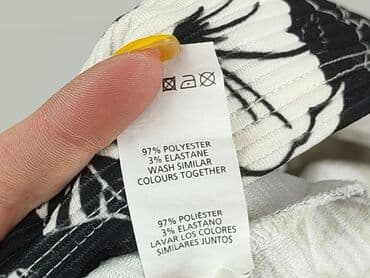 97% POLYESTER
3% ELASTANE
WASH SIMILAR
COLOURS TOGETHER
97% POLIÉSTER
3% ELASTANO
LAVAR LOS COLORES
SIMILARES JUNTOS